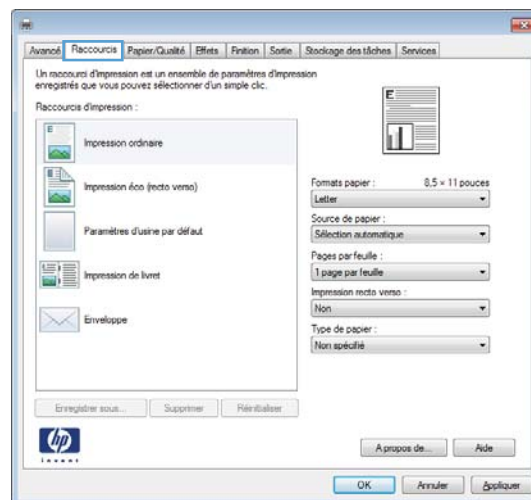 Avancé Raccourcis Papier/Qualité Effets Finition Sortie Stockage des tâches Services
Un raccourci d'impression est un ensemble de paramètres d'impression
enregistrés que vous pouvez sélectionner d'un simple clic.
Raccourcis d'impression :
E
Impression ordinaire
E
Impression éco (recto verso)
Paramètres d'usine par défaut
Impression de livret
Enveloppe
E
Formats papier : 8,5 × 11 pouces
Letter
Source de papier :
Sélection automatique
Pages par feuille :
1 page par feuille
Impression recto verso :
Non
Type de papier :
Non spécifié
Enregistrer sous... Supprimer Réinitialiser
hp
invent
A propos de... Aide
OK Annuler Appliquer